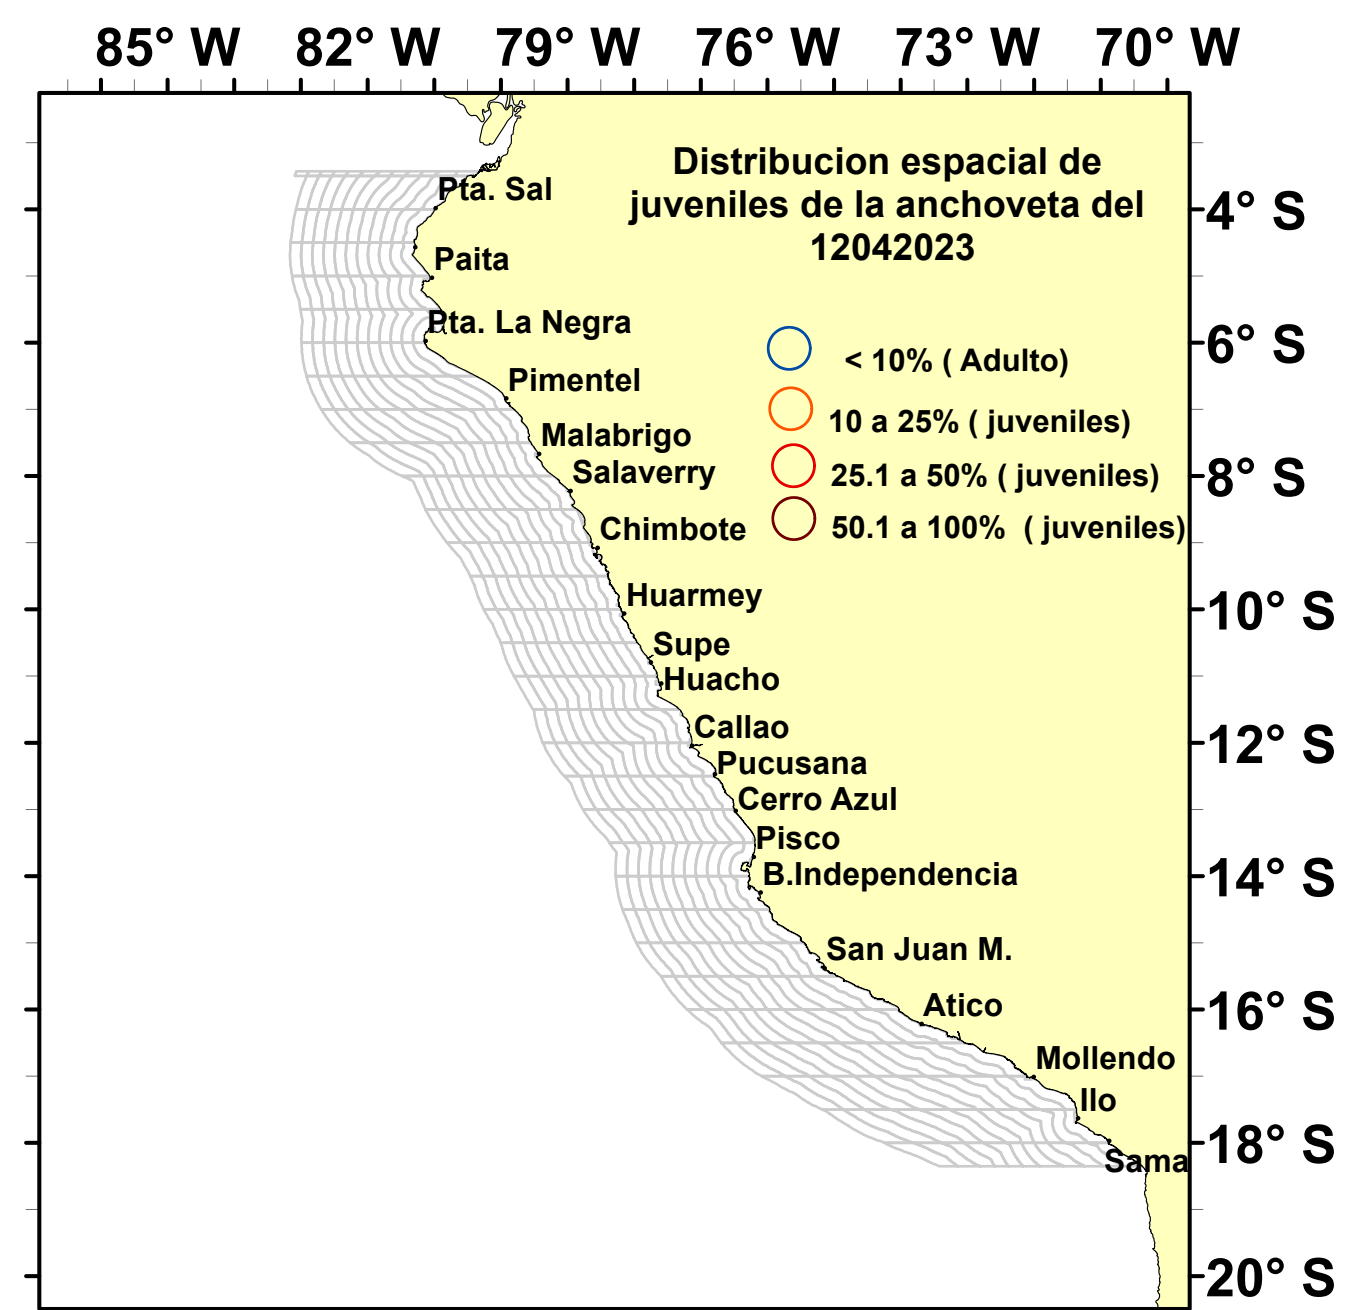 85° W 82° W 79° W 76° W 73° W 70° W
Distribucion espacial de
juveniles de la anchoveta del
12042023
Pta. Sal
4° S
Paita
Pta. La Negra
6° S
< 10% ( Adulto)
Pimentel
10 a 25% ( juveniles)
Malabrigo
Salaverry
25.1 a 50% ( juveniles)
8° S
Chimbote
50.1 a 100%  ( juveniles)
Huarmey
10° S
Supe
Huacho
Callao
12° S
Pucusana
Cerro Azul
Pisco
B.Independencia
14° S
San Juan M.
Atico
16° S
Mollendo
Ilo
18° S
Sama
20° S